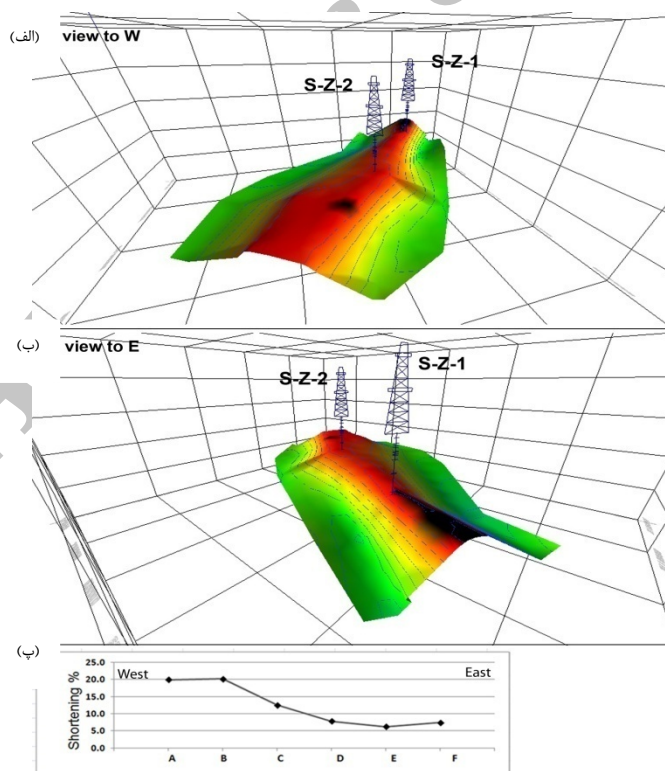 (الف)
view to W
S-Z-1
S-Z-2
(ب)
view to E
S-Z-1
S-Z-2
(پ)
Shortening %
25.0
20.0
15.0
10.0
5.0
0.0
West
East
A B C D E F